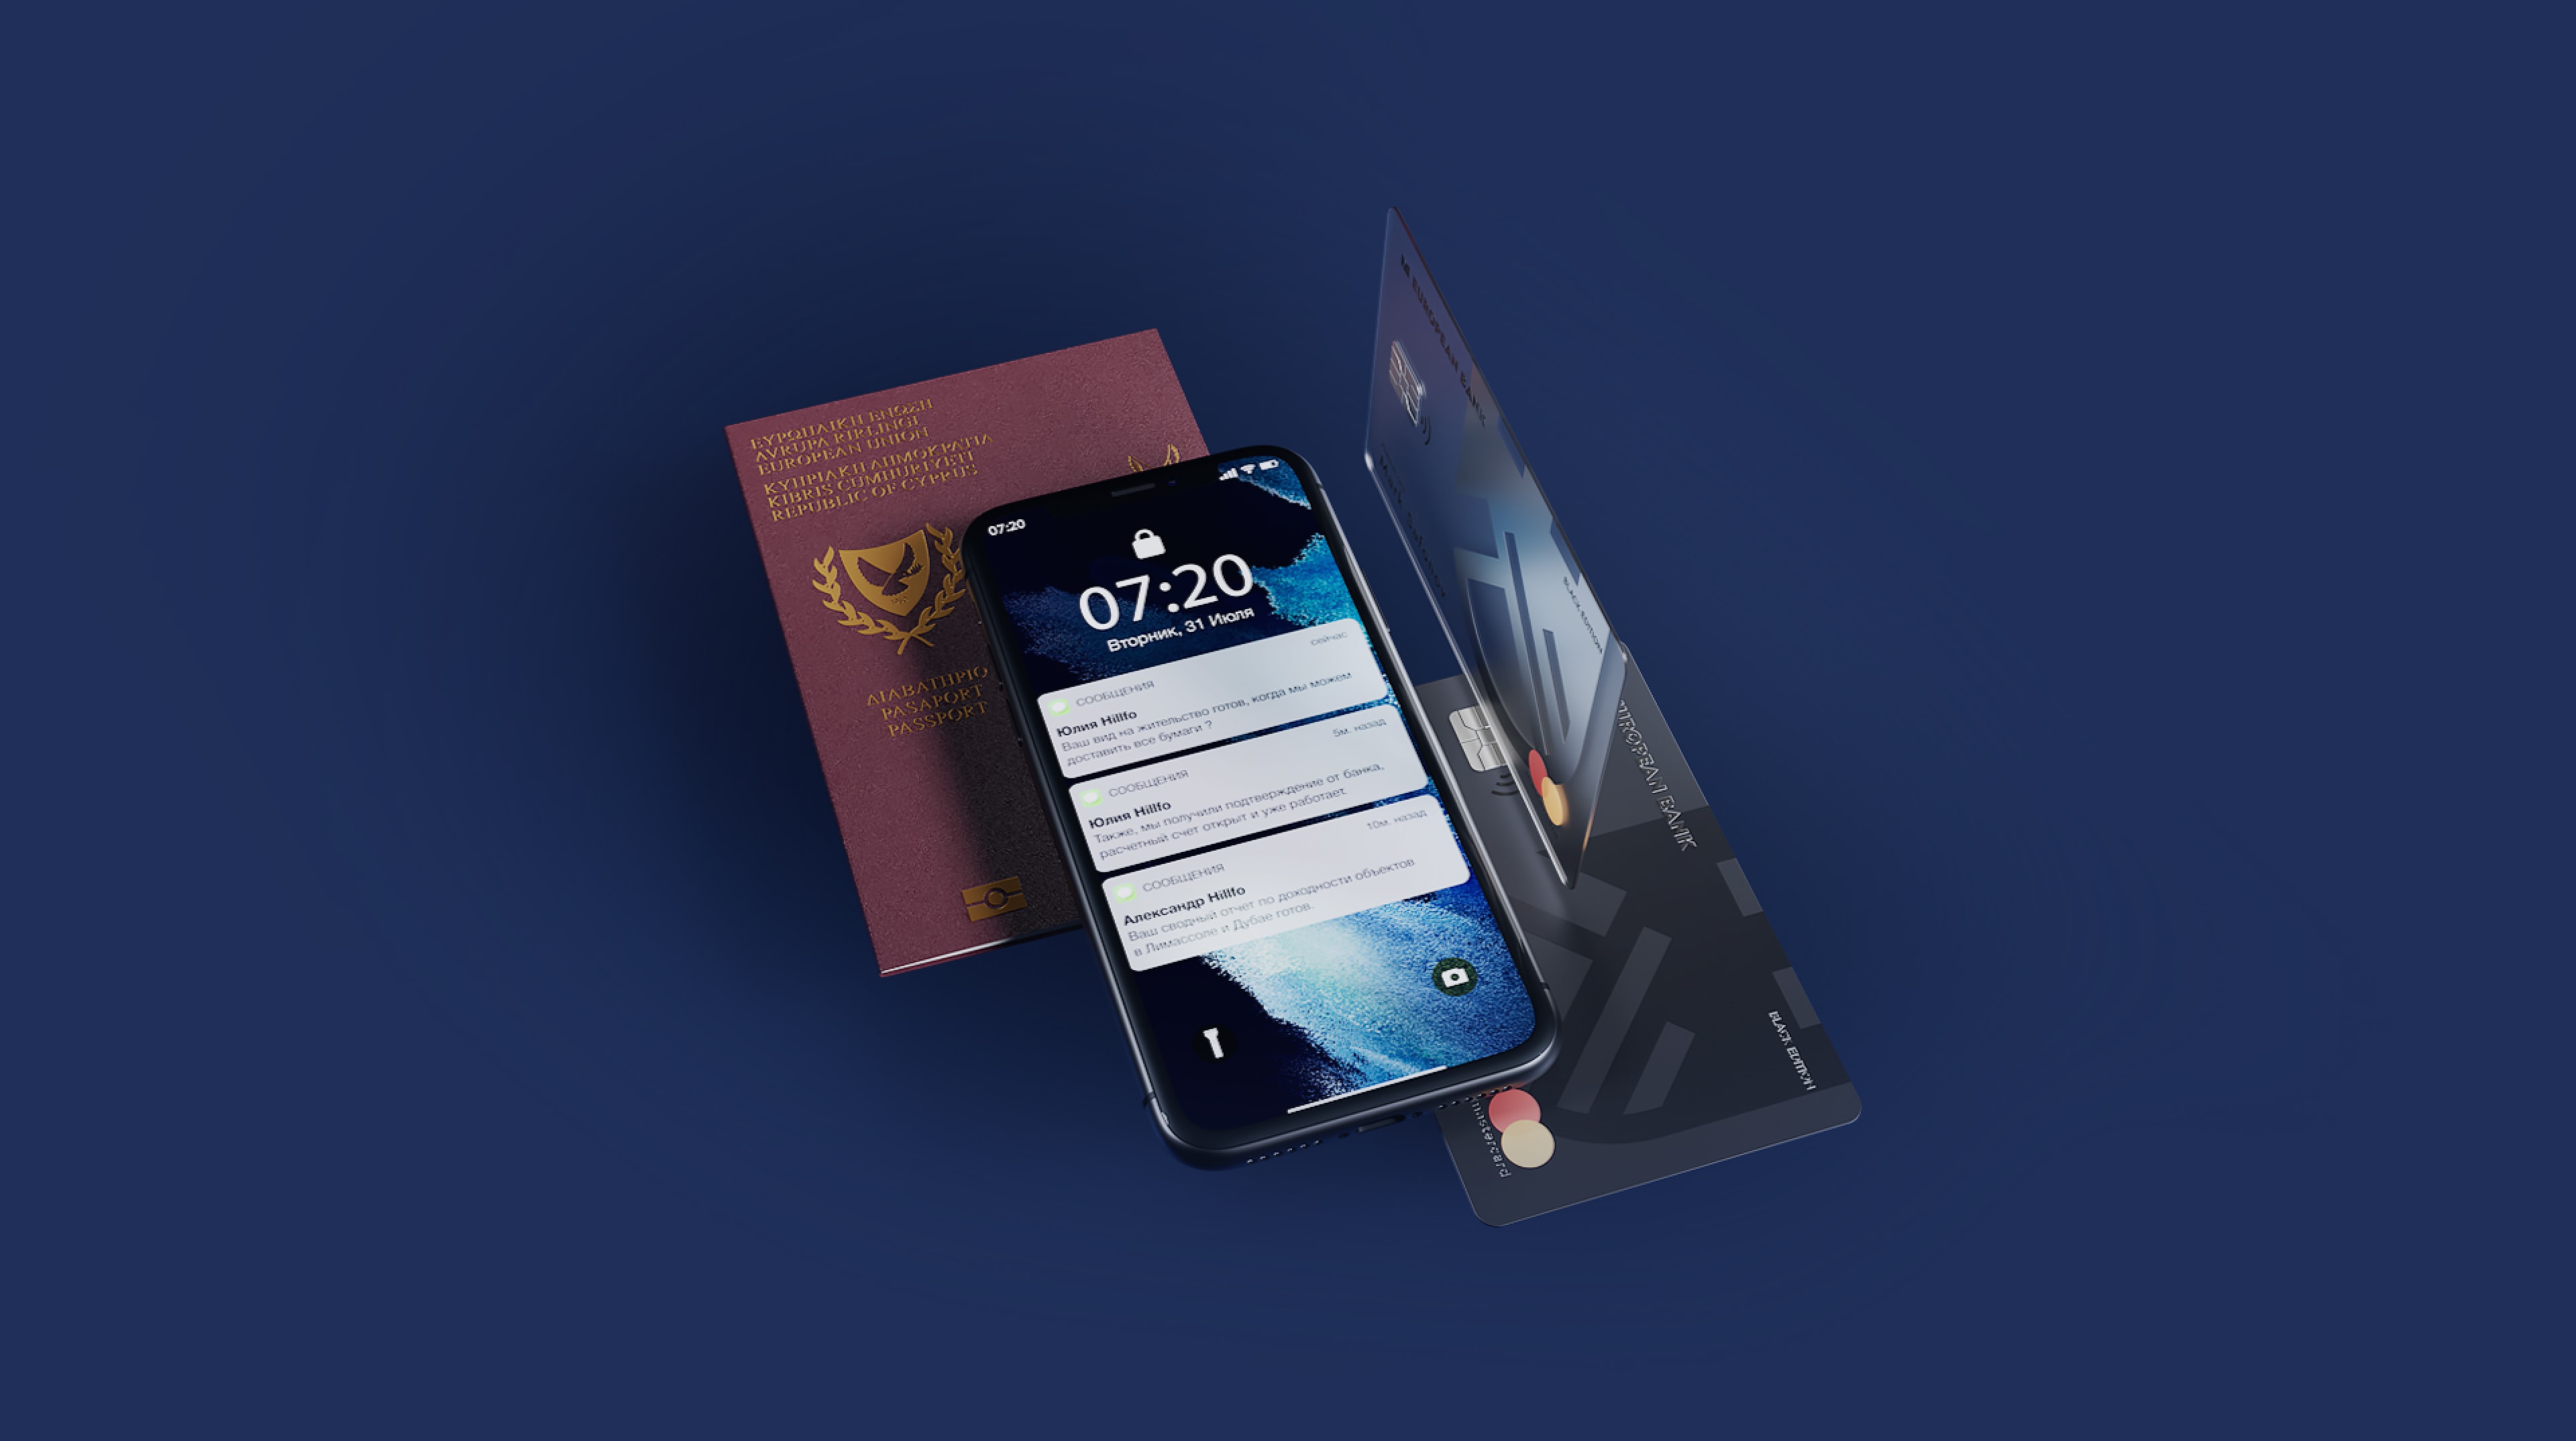 ΕΥΡΩΠΑΪΚΗ ΕΝΩΣΗ
AVRUPA BIRLIGI
EUROPEAN UNION
ΚΥΠΡΙΑΚΗ ΔΗΜΟΚΡΑΤΙΑ
KIBRIS CUMHURIYETI
REPUBLIC OF CYPRUS
ΔΙΑΒΑΤΗΡΙΟ
PASAPORT
PASSPORT
07:20
07:20
Вторник, 31 Июля
СООБЩЕНИЯ
сейчас
Юлия Hillfo
Ваш вид на жительство готов, когда мы можем
доставить все бумаги ?
СООБЩЕНИЯ
5м. назад
Юлия Hillfo
Также, мы получили подтверждение от банка,
расчетный счет открыт и уже работает.
СООБЩЕНИЯ
10м. назад
Александр Hillfo
Ваш сводный отчет по доходности объектов
в Лимассоле и Дубае готов.
EUROPEAN BANK
BLACK EDITION
EUROPEAN BANK
BLACK EDITION
mastercard